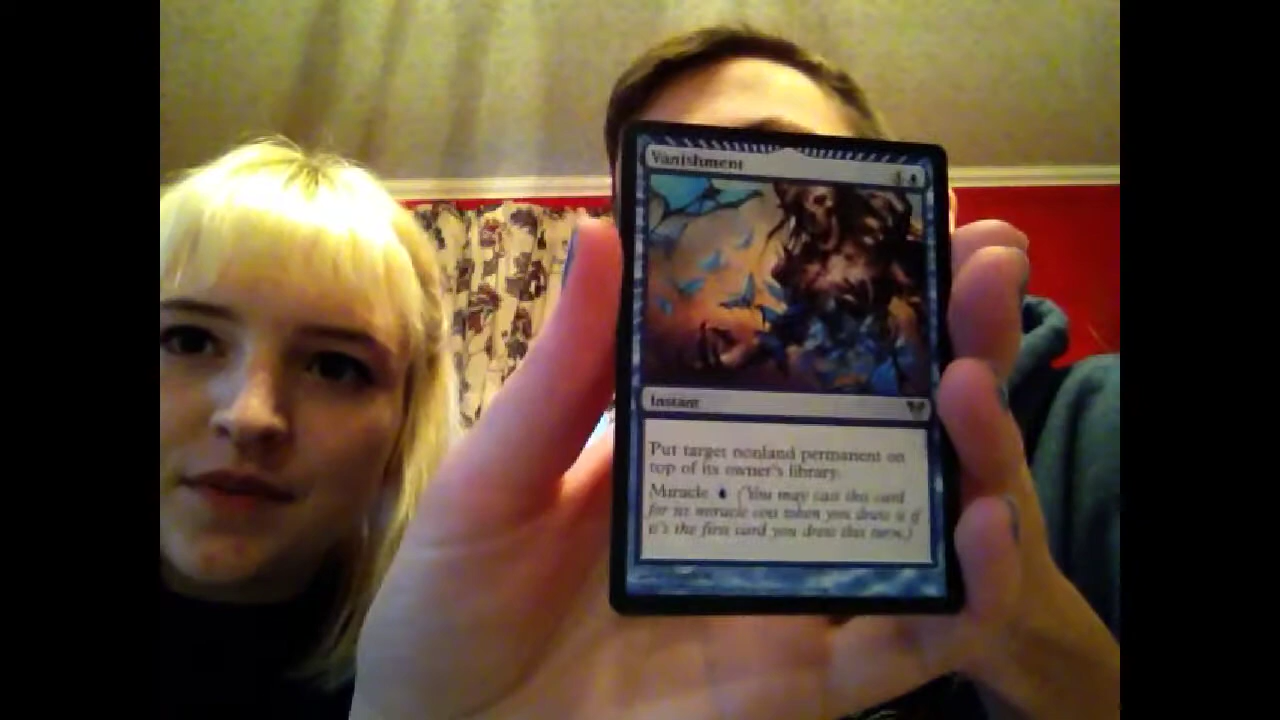 Vanishment
4
Instant
Put target nonland permanent on
top of its owner's library.
Miracle (You may cast this card
for its miracle cost when you draw it if
it's the first card you drew this turn.)